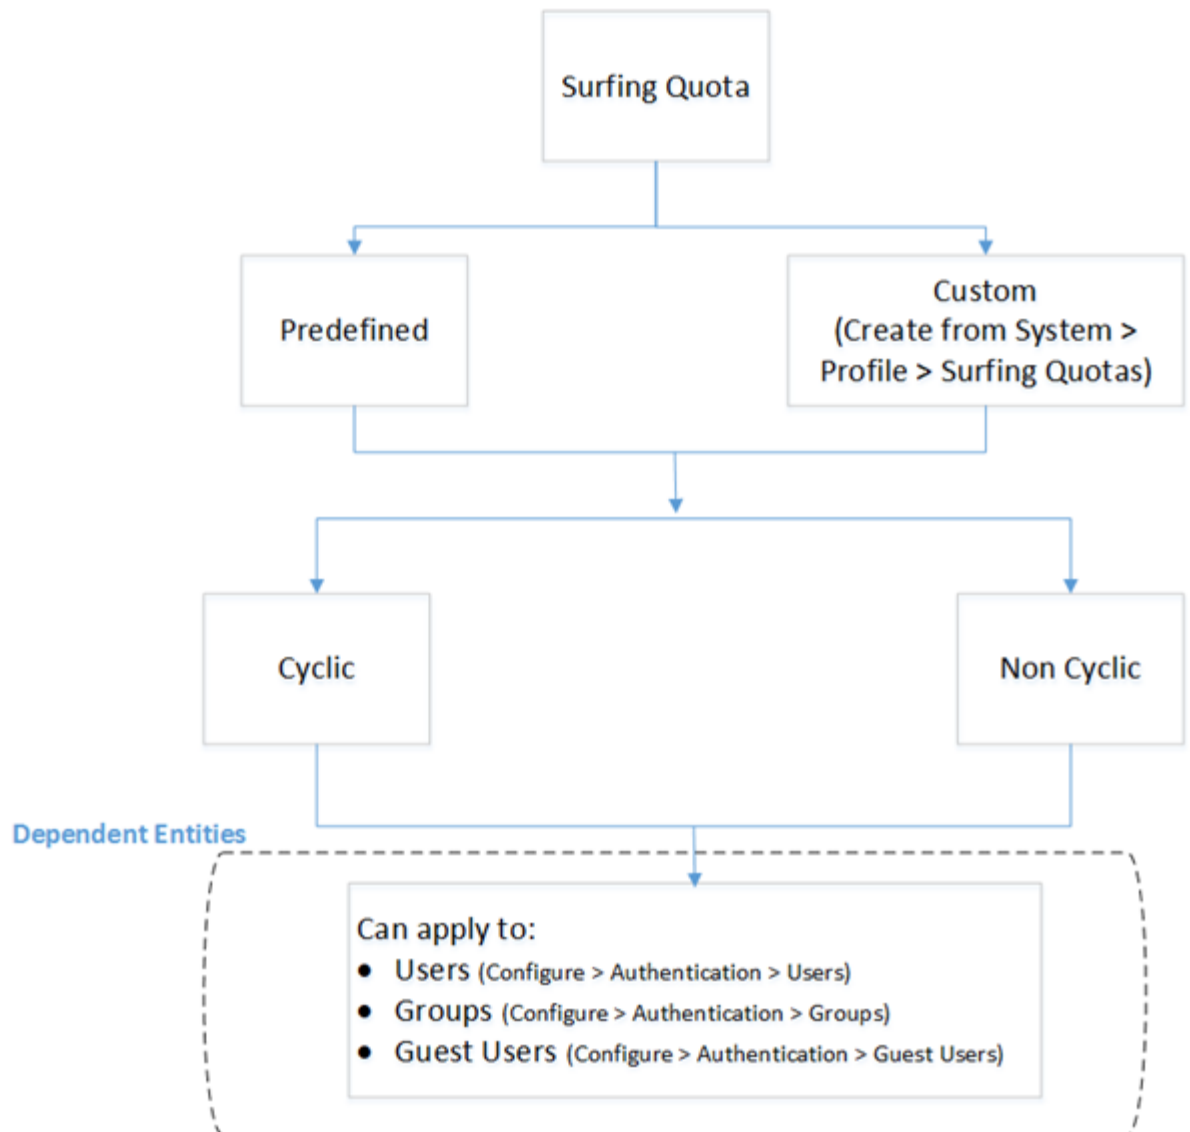 Surfing Quota
Predefined
Custom
(Create from System >
Profile > Surfing Quotas)
Cyclic
Non Cyclic
Dependent Entities
Can apply to:
● Users (Configure > Authentication > Users)
● Groups (Configure > Authentication > Groups)
● Guest Users (Configure > Authentication > Guest Users)